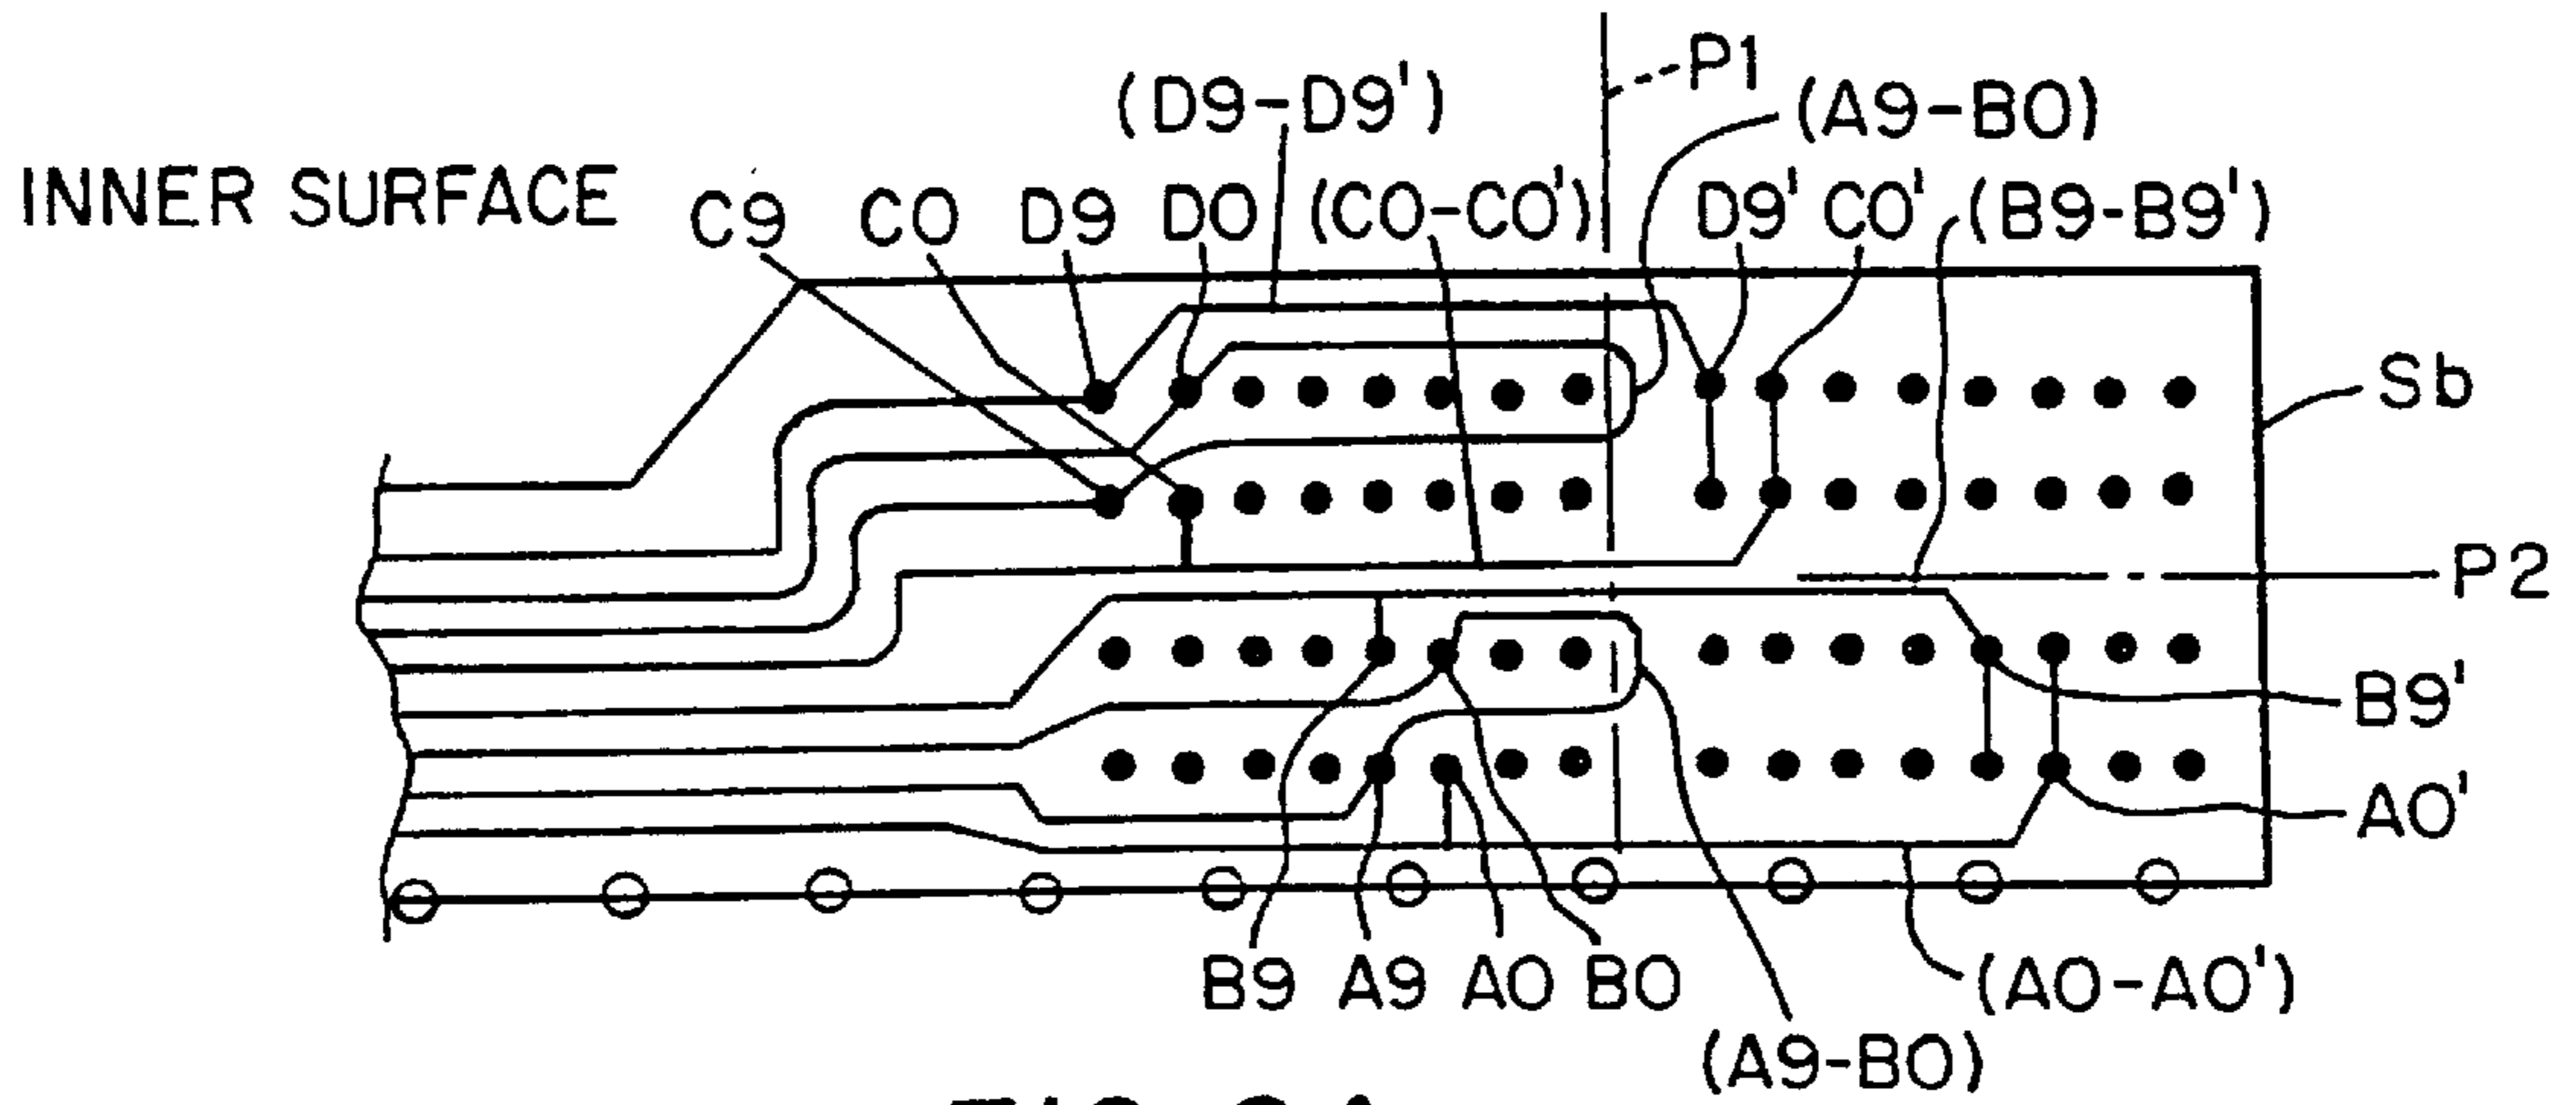 P1
(D9-D9')
(A9-B0)
INNER SURFACE
C9 C0 D9 D0 (C0-C0') D9' C0' (B9-B9')
Sb
P2
B9'
A0'
B9 A9 A0 B0
(A0-A0')
(A9-B0)